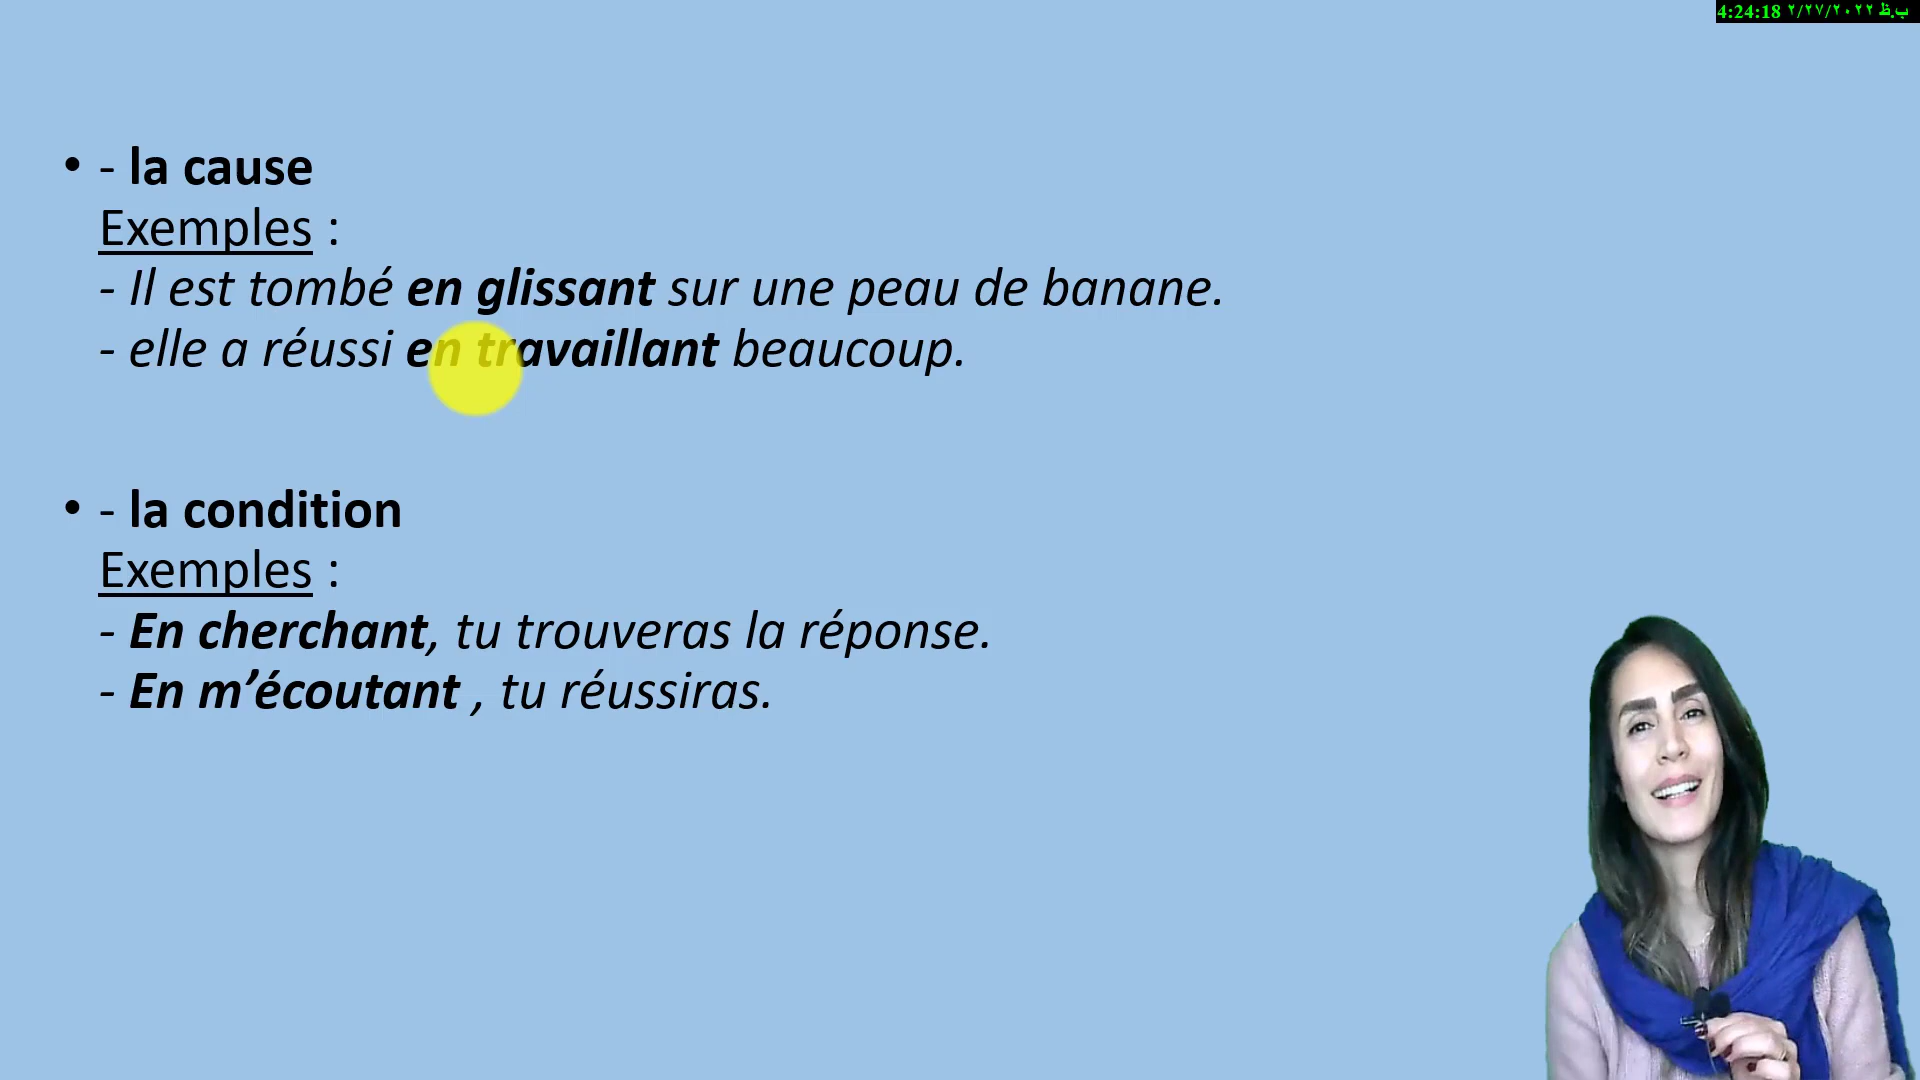 4:24:18 ۲/۲۷/۲۰۲۲ ب.ظ
• - la cause
Exemples :
- Il est tombé en glissant sur une peau de banane.
- elle a réussi en travaillant beaucoup.
• - la condition
Exemples :
- En cherchant, tu trouveras la réponse.
- En m’écoutant , tu réussiras.